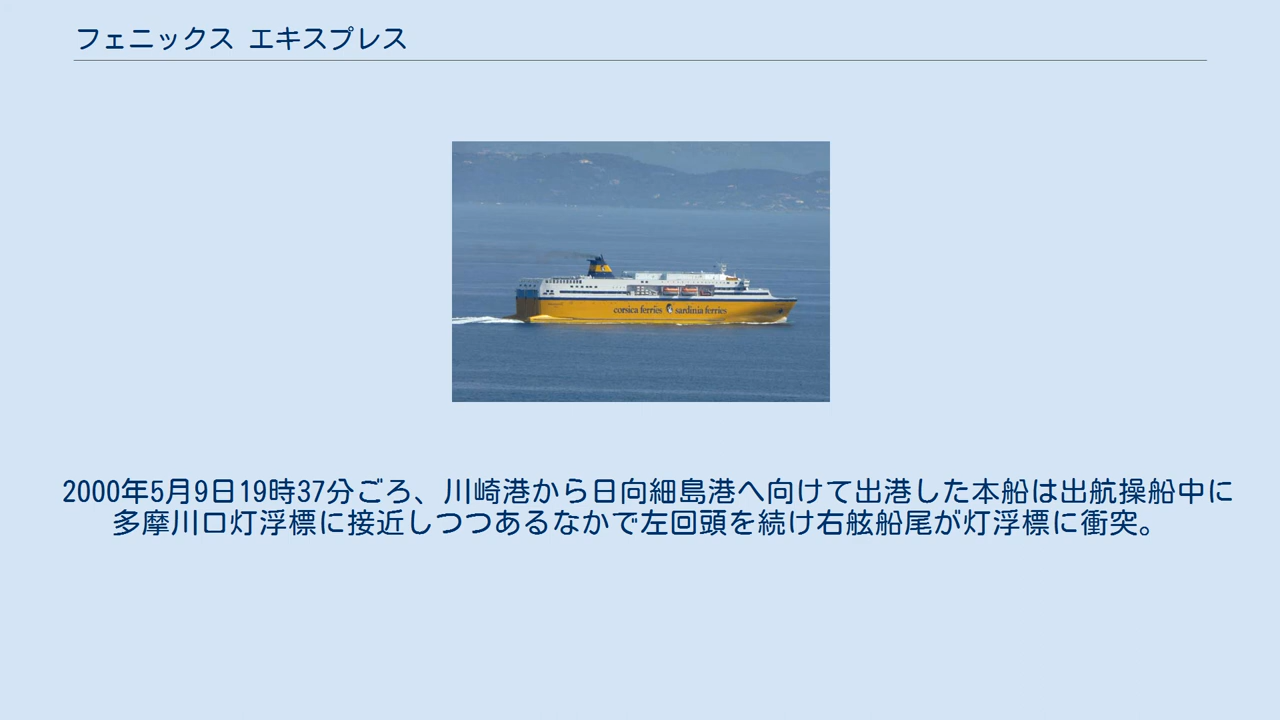 フェニックス エキスプレス
corsica ferries sardinia ferries
2000年5月9日19時37分ごろ、川崎港から日向細島港へ向けて出港した本船は出航操船中に
多摩川口灯浮標に接近しつつあるなかで左回頭を続け右舷船尾が灯浮標に衝突。